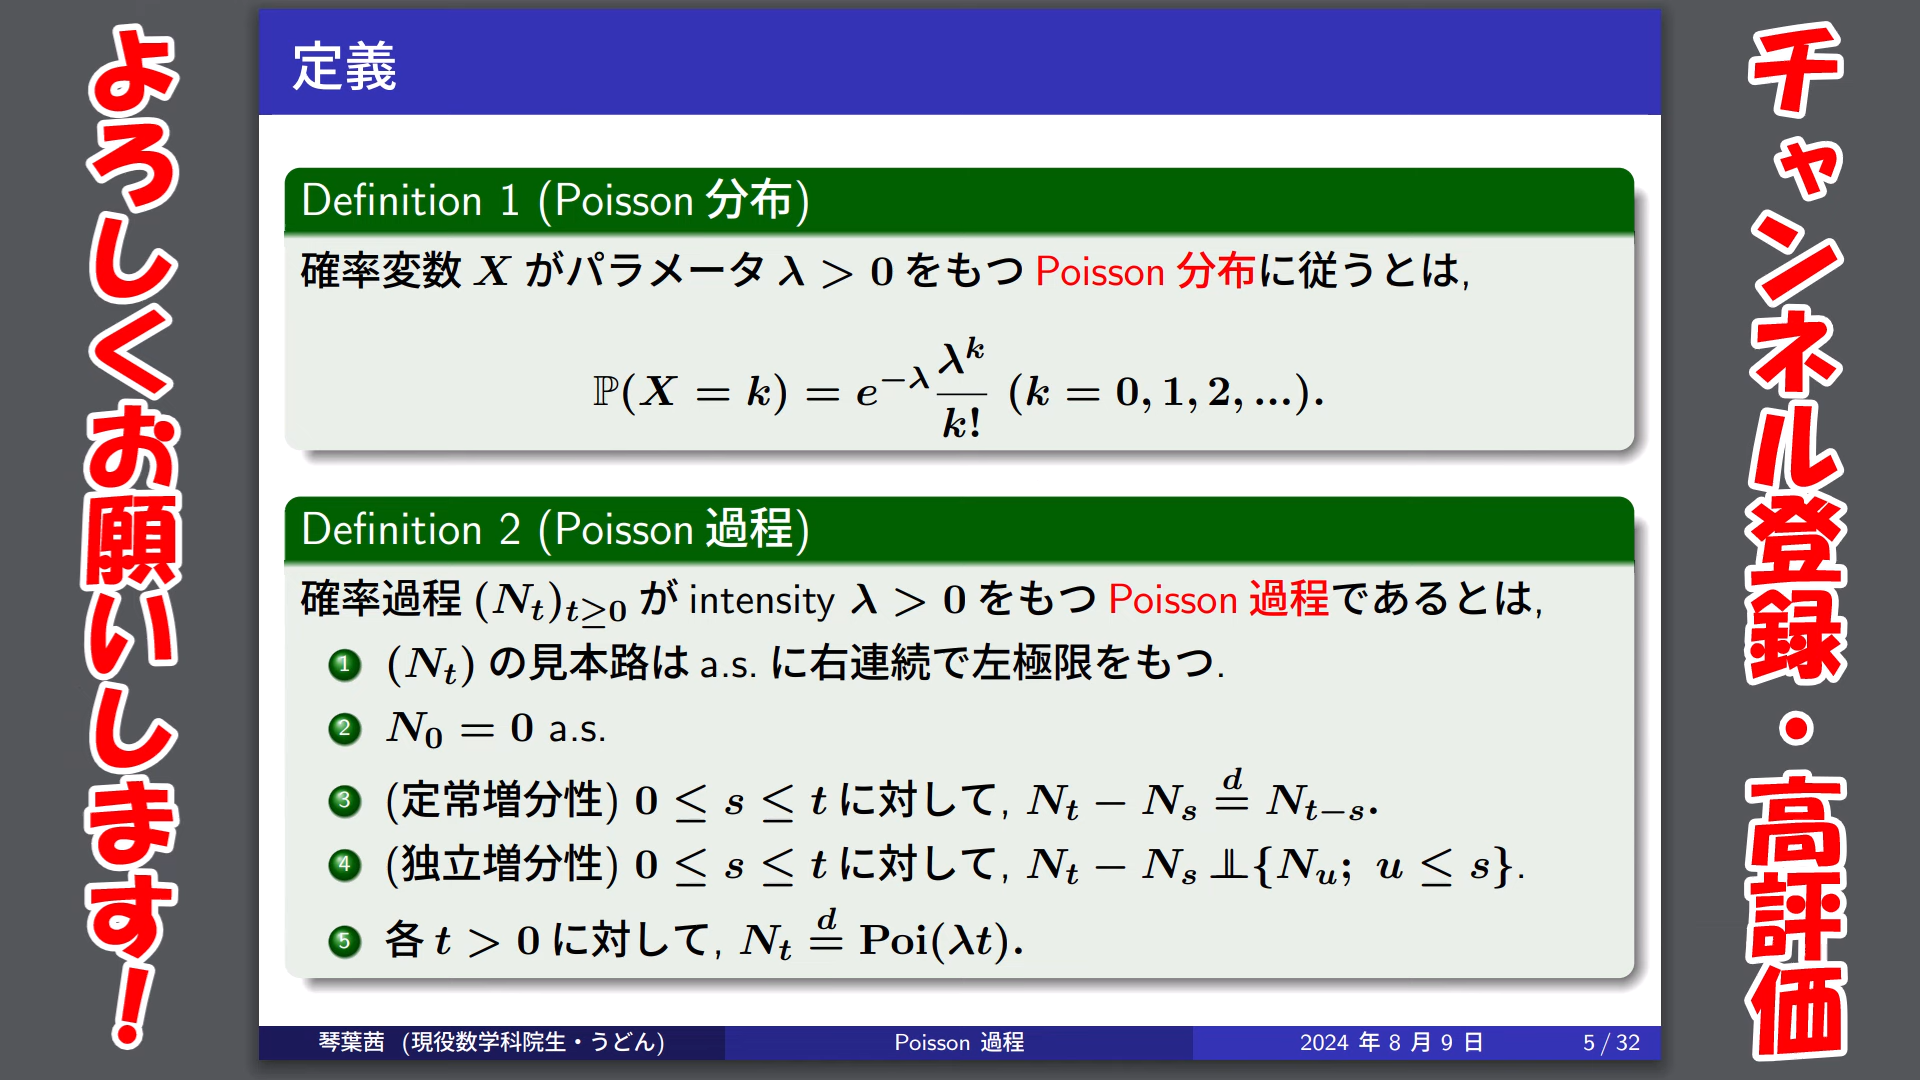 チャンネル登録・高評価
よろしくお願いします!
定義
Definition 1 (Poisson 分布)
確率変数 X がパラメータ λ > 0 をもつ Poisson 分布に従うとは,
ℙ(X = k) = e^{−λ} \frac{λ^k}{k!} (k = 0, 1, 2, ...).
Definition 2 (Poisson 過程)
確率過程 (N_t)_{t≥0} が intensity λ > 0 をもつ Poisson 過程であるとは,
1 (N_t) の見本路は a.s. に右連続で左極限をもつ.
2 N_0 = 0 a.s.
3 (定常増分性) 0 ≤ s ≤ t に対して, N_t − N_s \overset{d}{=} N_{t−s}.
4 (独立増分性) 0 ≤ s ≤ t に対して, N_t − N_s ⫫ {N_u; u ≤ s}.
5 各 t > 0 に対して, N_t \overset{d}{=} Poi(λt).
琴葉茜 (現役数学科院生・うどん) Poisson 過程 2024 年 8 月 9 日 5 / 32